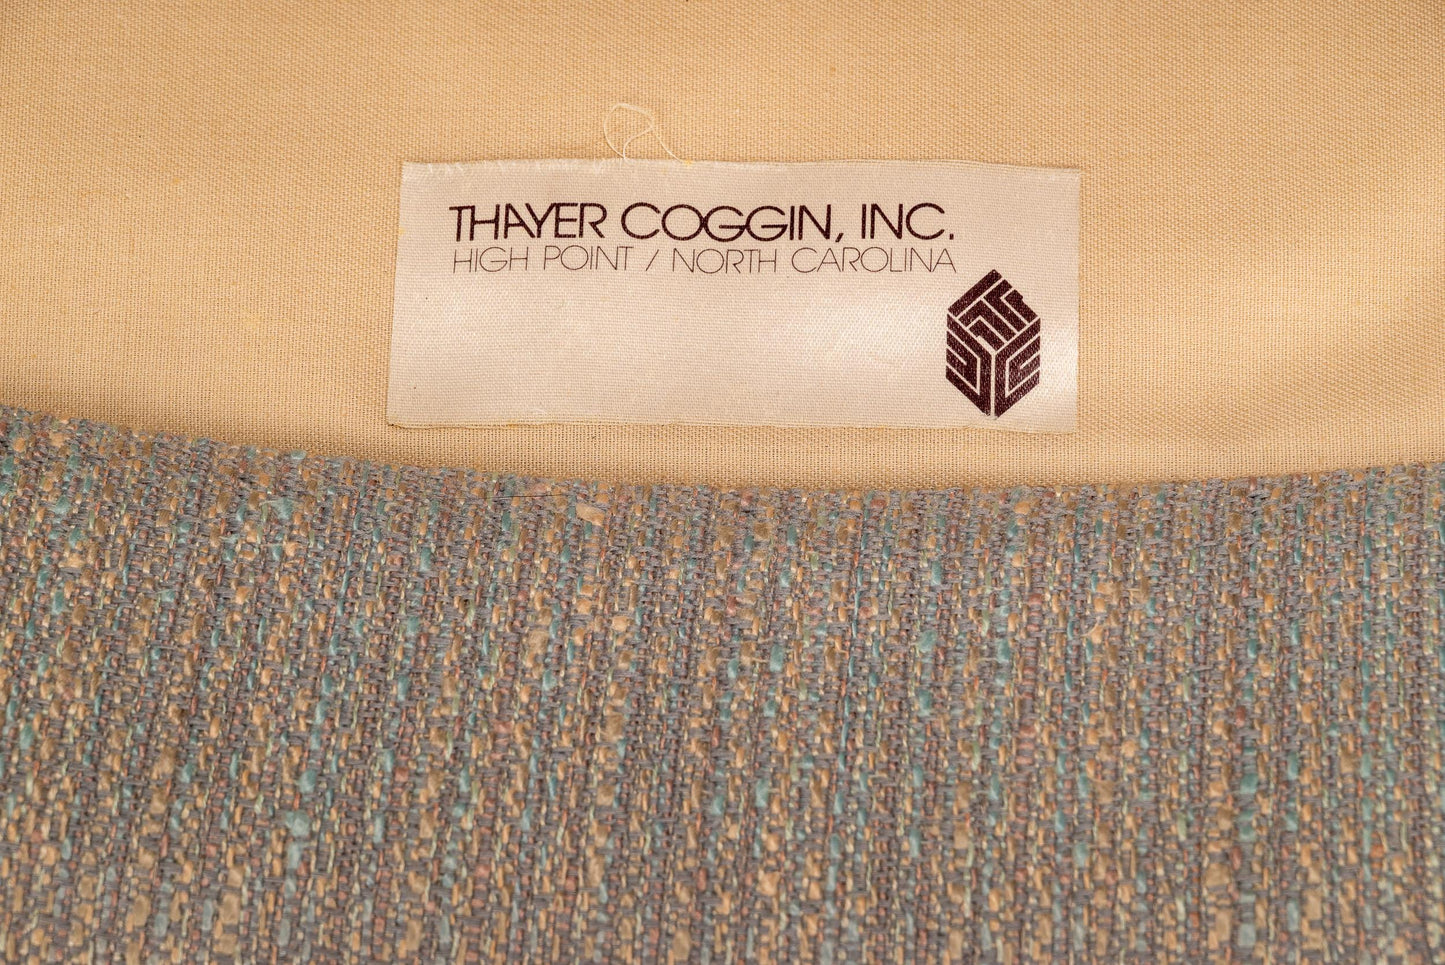 THAYER COGGIN, INC.
HIGH POINT / NORTH CAROLINA